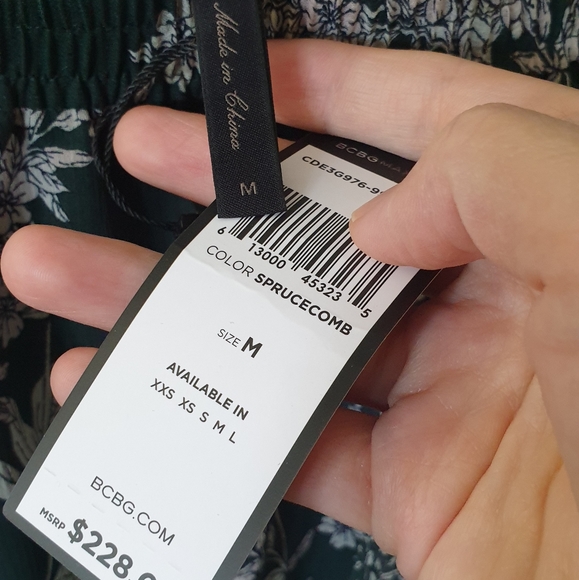 Made in China
M
BCBG
CDE3G976-9
6 13000 45323 5
COLOR SPRUCECOMB
SIZE M
AVAILABLE IN
XXS XS S M L
BCBG.COM
MSRP $228.